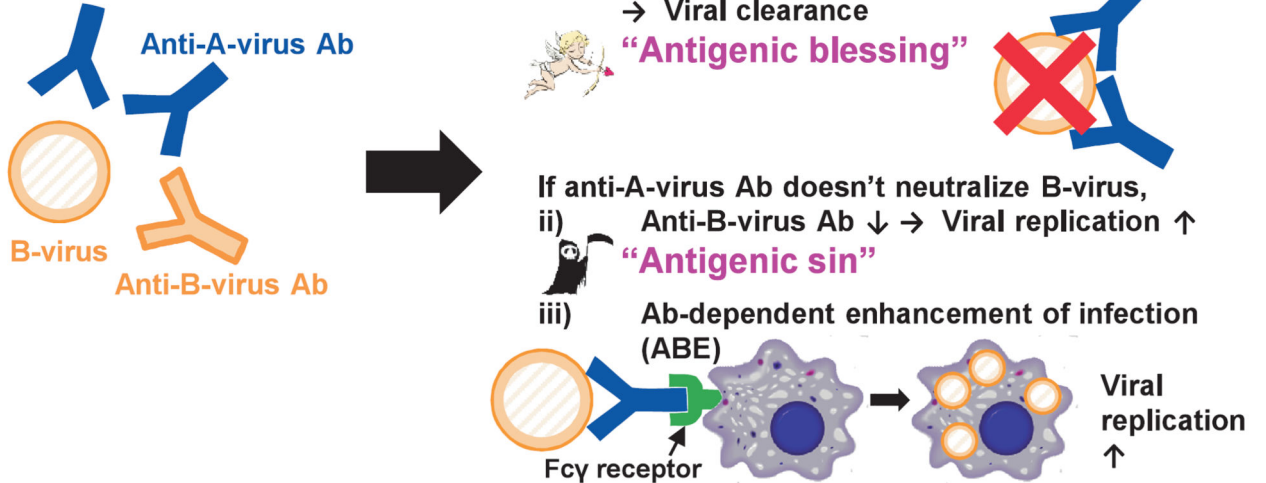 Anti-A-virus Ab
B-virus
Anti-B-virus Ab
→ Viral clearance
“Antigenic blessing”
If anti-A-virus Ab doesn’t neutralize B-virus,
ii) Anti-B-virus Ab ↓ → Viral replication ↑
“Antigenic sin”
iii) Ab-dependent enhancement of infection
(ABE)
Fcγ receptor
Viral
replication
↑